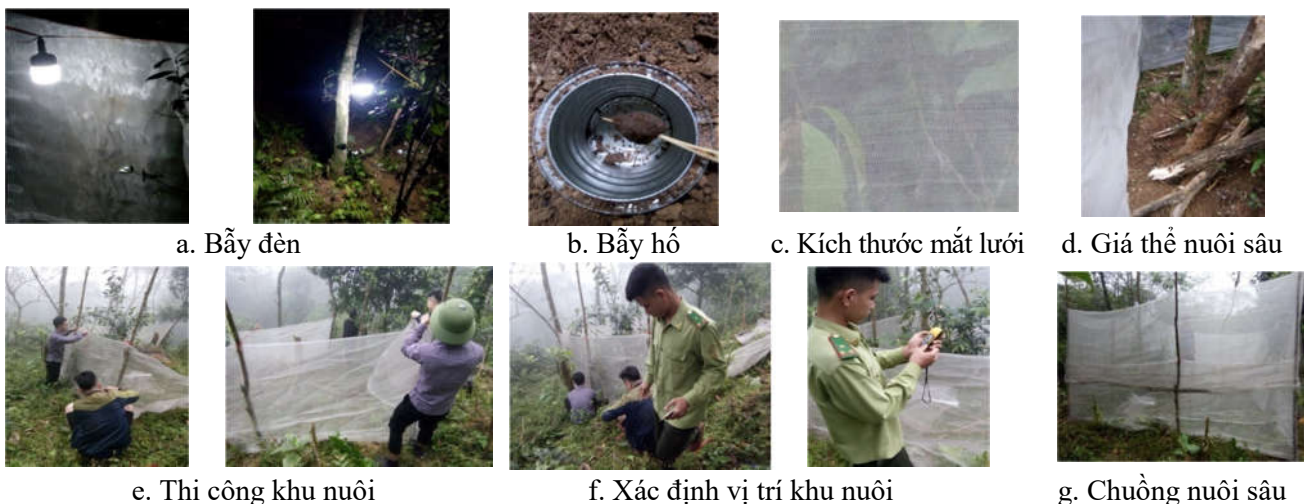 a. Bẫy đèn
b. Bẫy hố
c. Kích thước mắt lưới
d. Giá thể nuôi sâu
e. Thi công khu nuôi
f. Xác định vị trí khu nuôi
g. Chuồng nuôi sâu